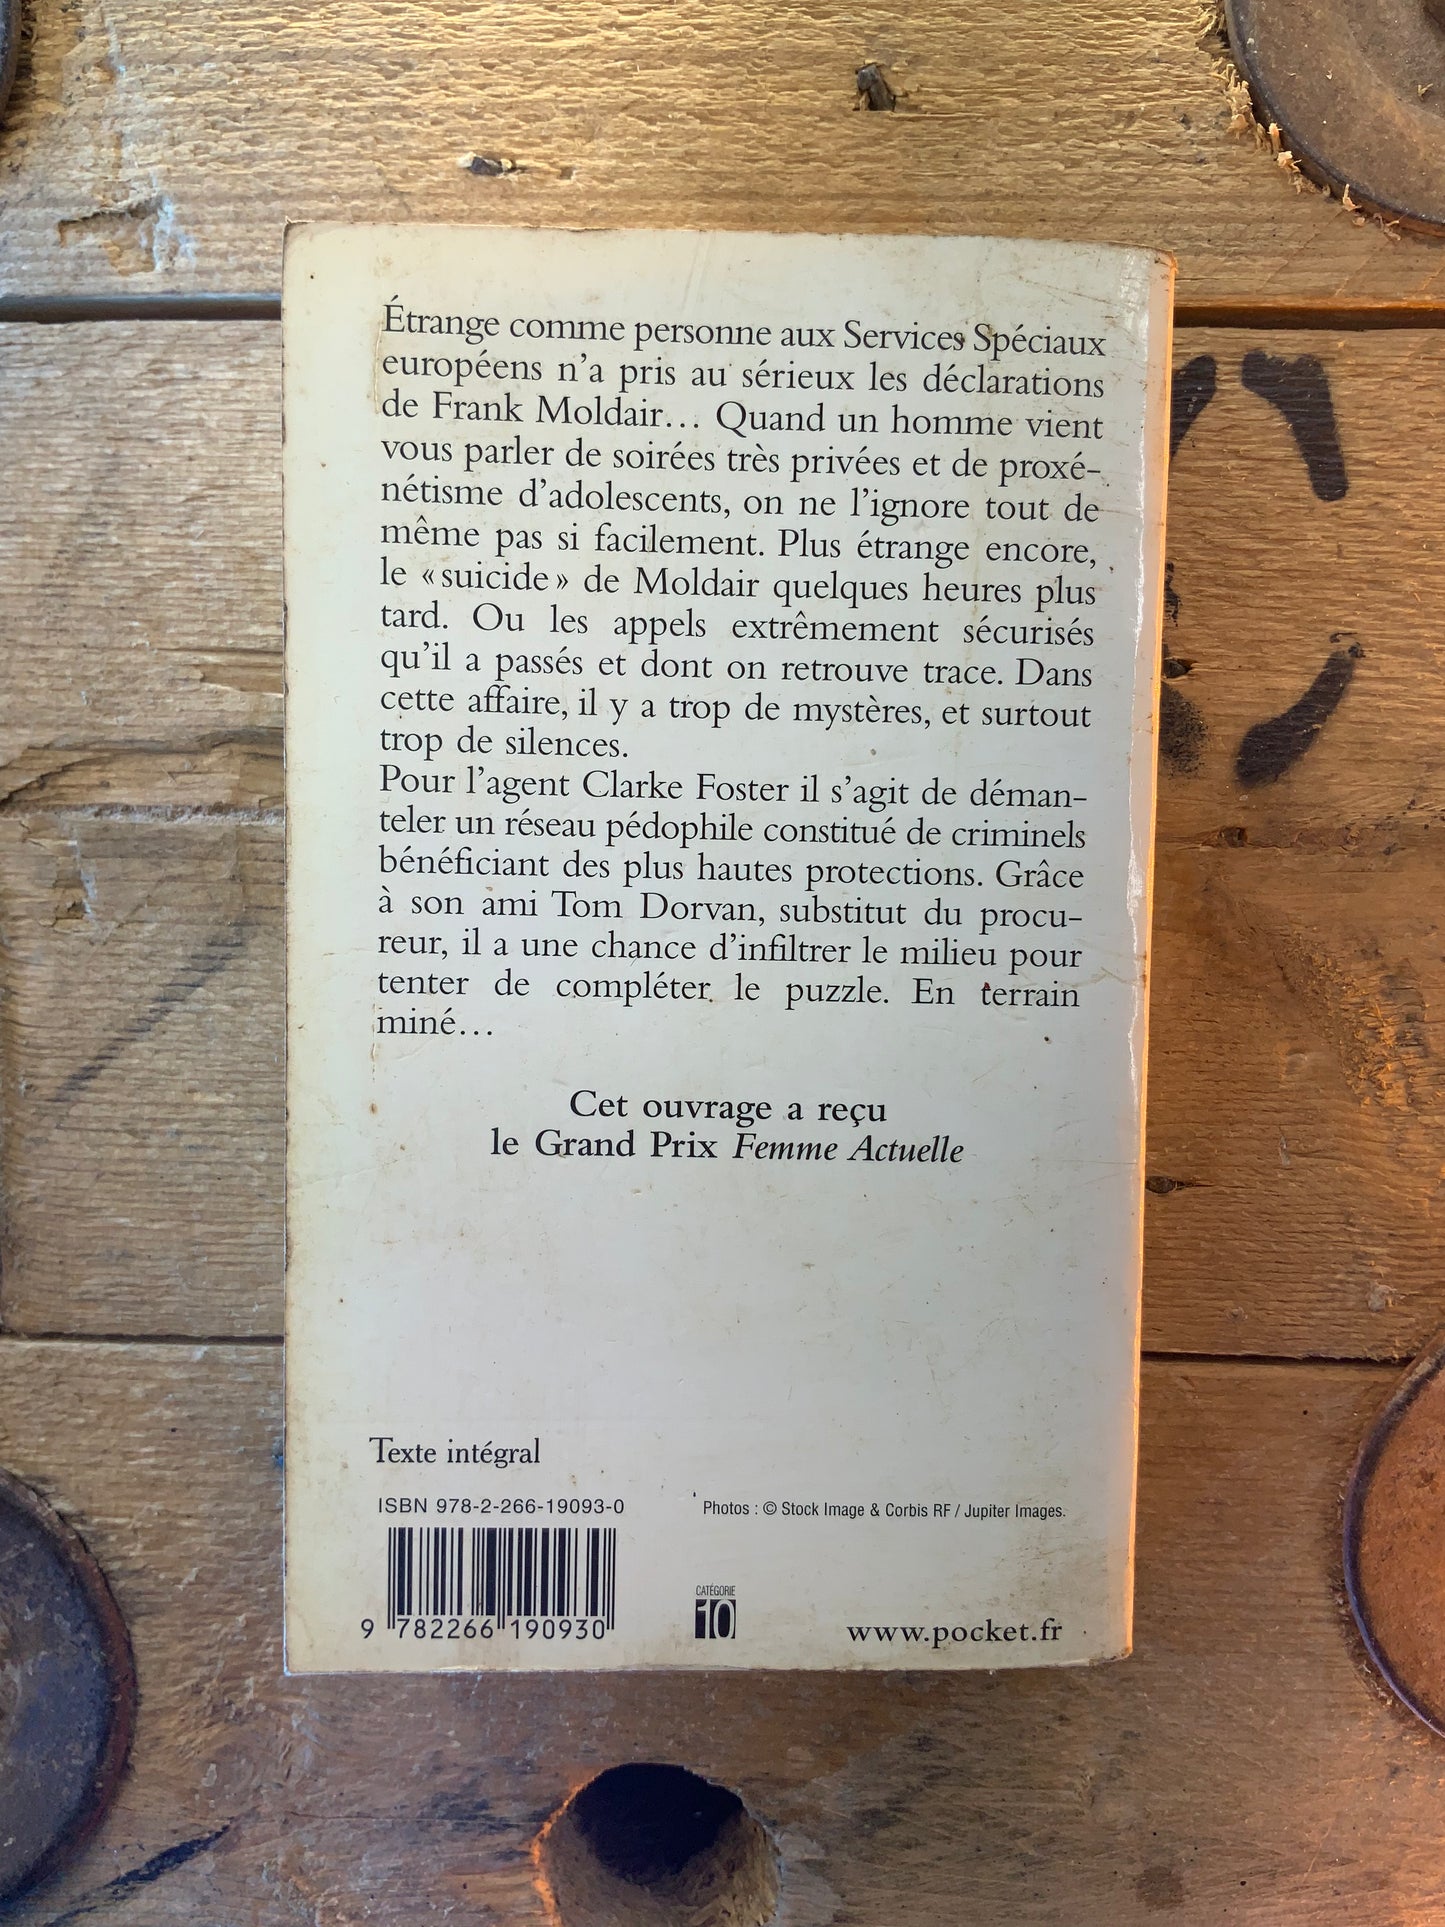 Étrange comme personne aux Services Spéciaux
européens n'a pris au sérieux les déclarations
de Frank Moldair... Quand un homme vient
vous parler de soirées très privées et de proxé-
nétisme d'adolescents, on ne l'ignore tout de
même pas si facilement. Plus étrange encore,
le «suicide» de Moldair quelques heures plus
tard. Ou les appels extrêmement sécurisés
qu'il a passés et dont on retrouve trace. Dans
cette affaire, il y a trop de mystères, et surtout
trop de silences.
Pour l'agent Clarke Foster il s'agit de déman-
teler un réseau pédophile constitué de criminels
bénéficiant des plus hautes protections. Grâce
à son ami Tom Dorvan, substitut du procu-
reur, il a une chance d'infiltrer le milieu pour
tenter de compléter le puzzle. En terrain
miné...
Cet ouvrage a reçu
le Grand Prix Femme Actuelle
Texte intégral
ISBN 978-2-266-19093-0
Photos : © Stock Image & Corbis RF / Jupiter Images.
9 782266 190930
CATÉGORIE
10
www.pocket.fr